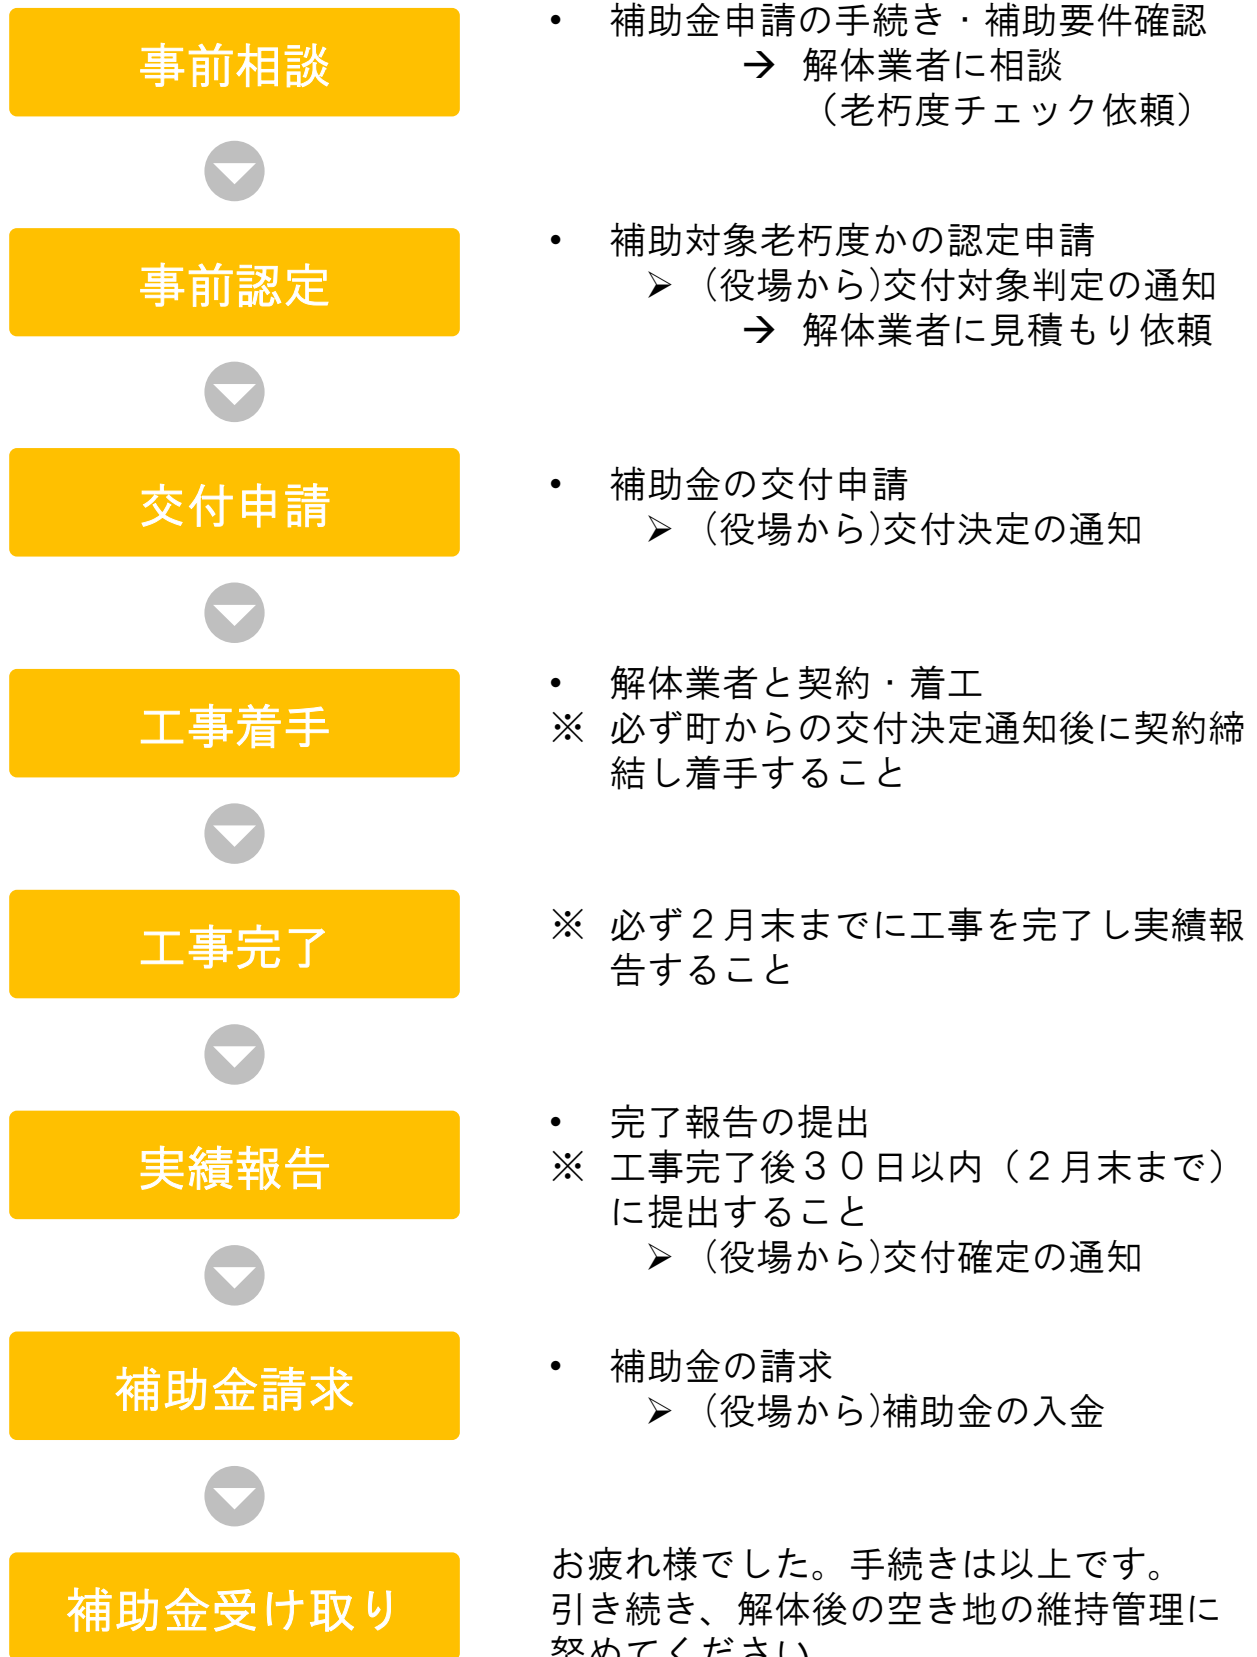 事前相談
• 補助金申請の手続き・補助要件確認
→ 解体業者に相談
（老朽度チェック依頼）
事前認定
• 補助対象老朽度かの認定申請
➢ (役場から)交付対象判定の通知
→ 解体業者に見積もり依頼
交付申請
• 補助金の交付申請
➢ (役場から)交付決定の通知
工事着手
• 解体業者と契約・着工
※ 必ず町からの交付決定通知後に契約締
結し着手すること
工事完了
※ 必ず２月末までに工事を完了し実績報
告すること
実績報告
• 完了報告の提出
※ 工事完了後３０日以内（２月末まで）
に提出すること
➢ (役場から)交付確定の通知
補助金請求
• 補助金の請求
➢ (役場から)補助金の入金
補助金受け取り
お疲れ様でした。手続きは以上です。
引き続き、解体後の空き地の維持管理に
努めてください